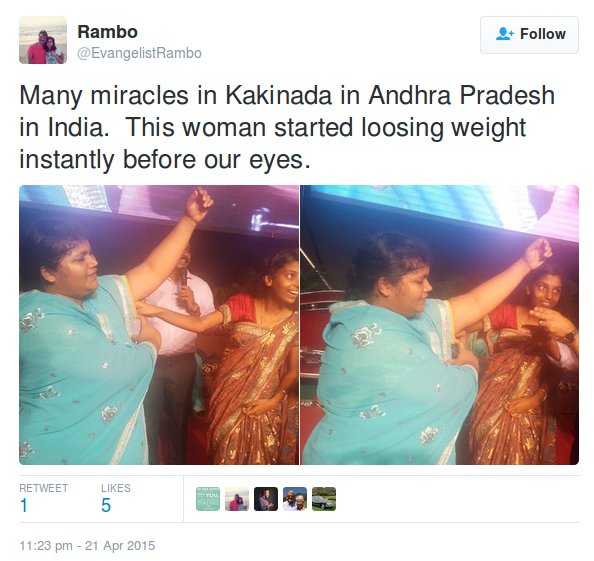 Rambo
@EvangelistRambo
Follow
Many miracles in Kakinada in Andhra Pradesh
in India. This woman started loosing weight
instantly before our eyes.
RETWEET
LIKES
1
5
YOU
11:23 pm - 21 Apr 2015